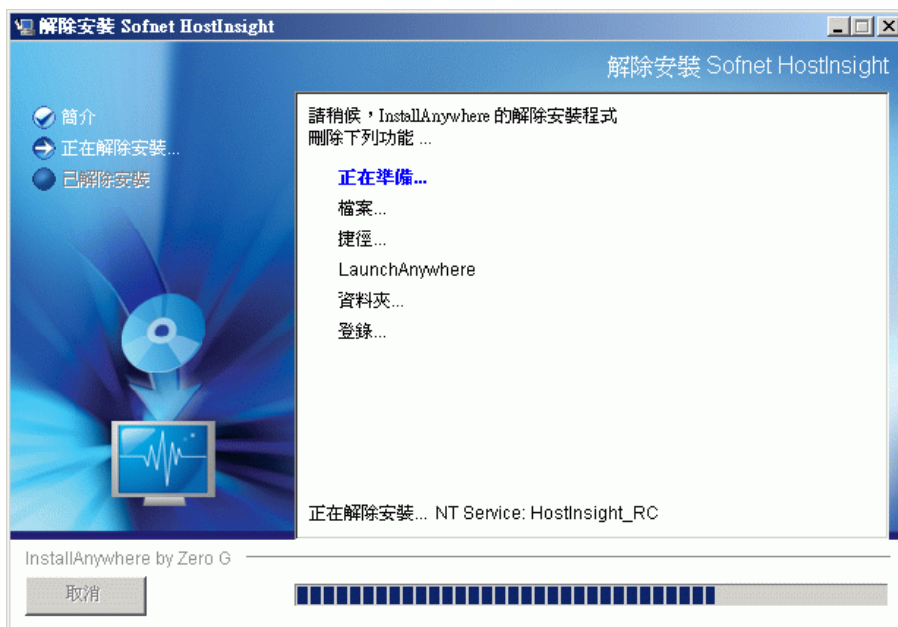 解除安裝 Sofnet HostInsight
解除安裝 Sofnet HostInsight
簡介
正在解除安裝...
已解除安裝
請稍候，InstallAnywhere 的解除安裝程式
刪除下列功能 ...
正在準備...
檔案...
捷徑...
LaunchAnywhere
資料夾...
登錄...
正在解除安裝... NT Service: HostInsight_RC
InstallAnywhere by Zero G
取消